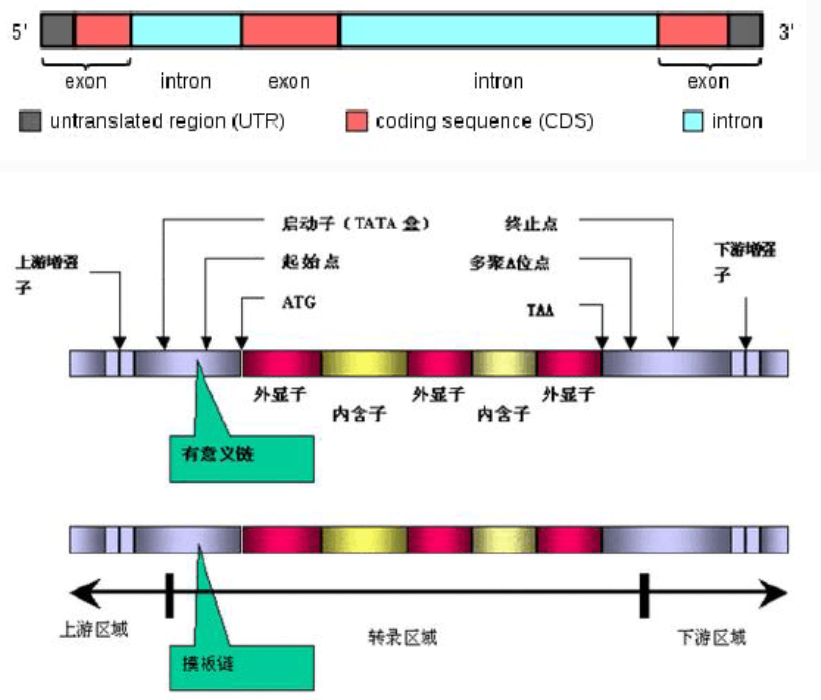 5' 3'
exon intron exon intron exon
untranslated region (UTR) coding sequence (CDS) intron
启动子（TATA 盒） 终止点
上游增强
子
起始点 多聚A位点
下游增强
子
ATG TAA
外显子 外显子 外显子
内含子 内含子
有意义链
上游区域 转录区域 下游区域
摸板链